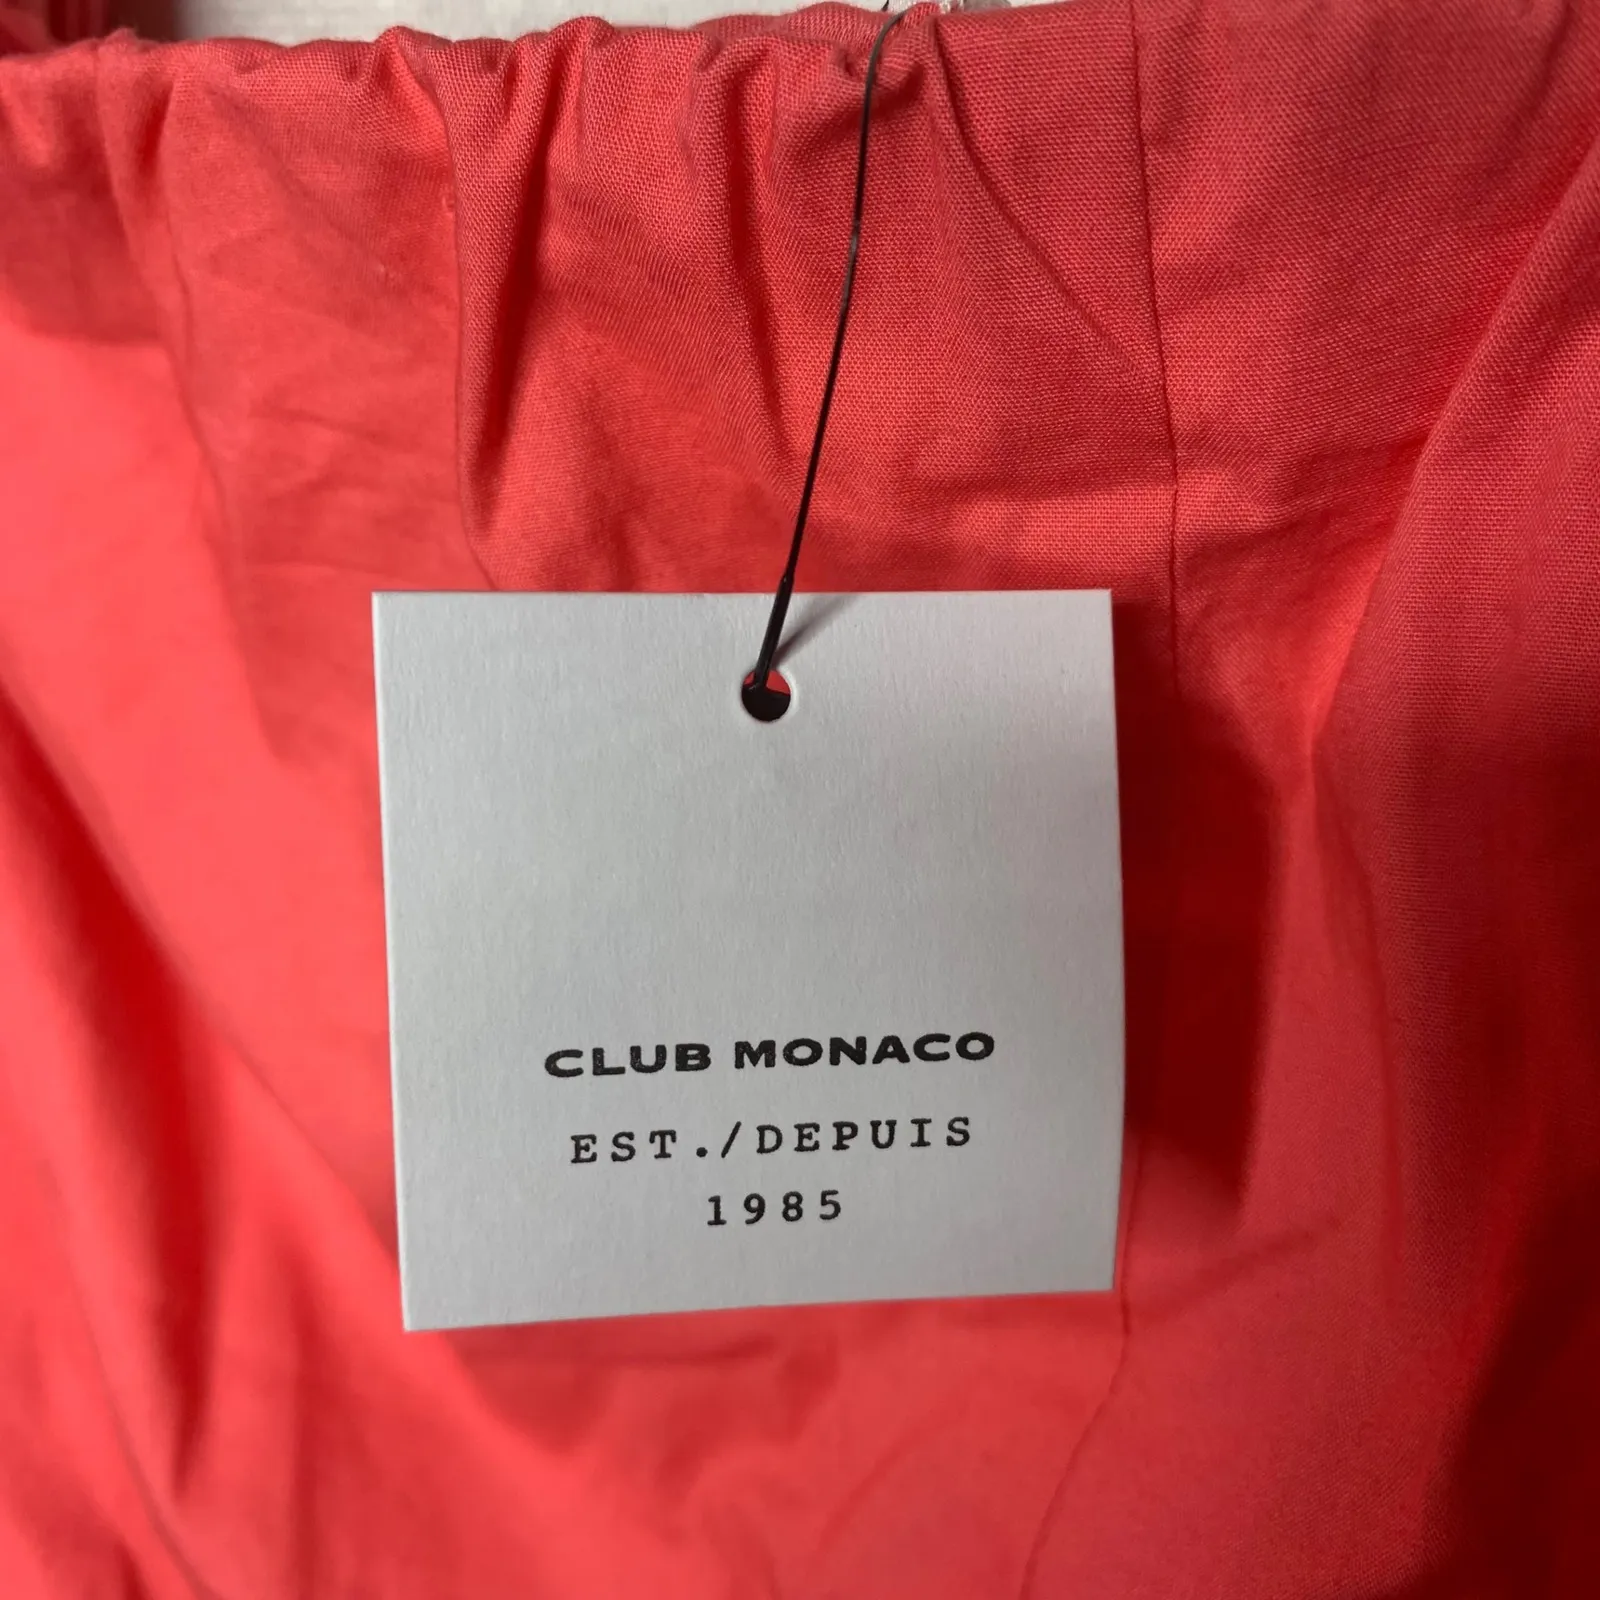 CLUB MONACO
EST./DEPUIS
1985